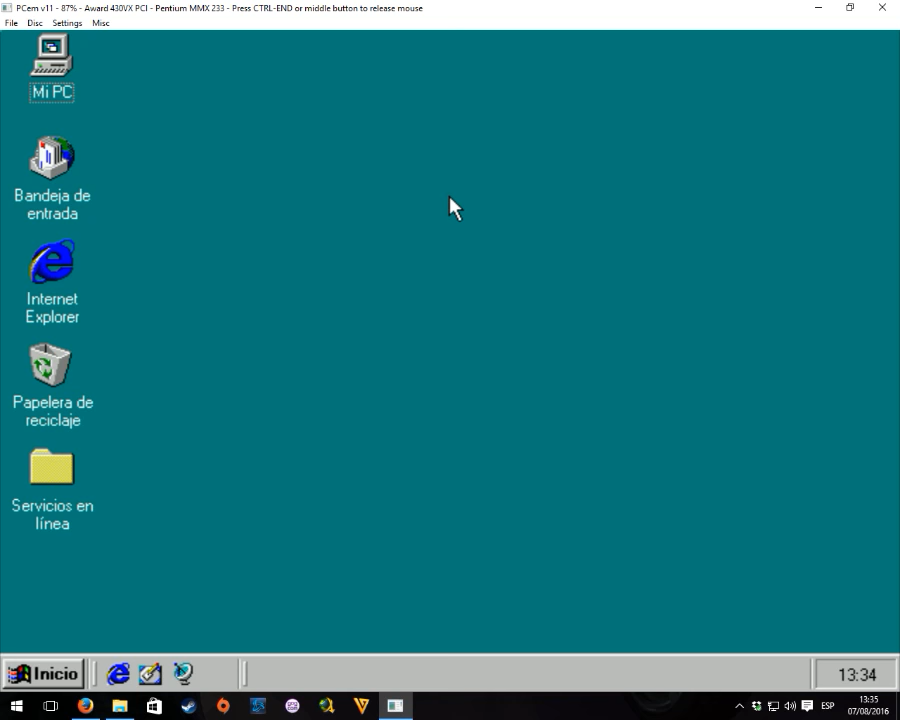 PCem v11 - 87% - Award 430VX PCI - Pentium MMX 233 - Press CTRL-END or middle button to release mouse
File Disc Settings Misc
Mi PC
Bandeja de
entrada
Internet
Explorer
Papelera de
reciclaje
Servicios en
línea
Inicio
13:34
ESP
13:35
07/08/2016